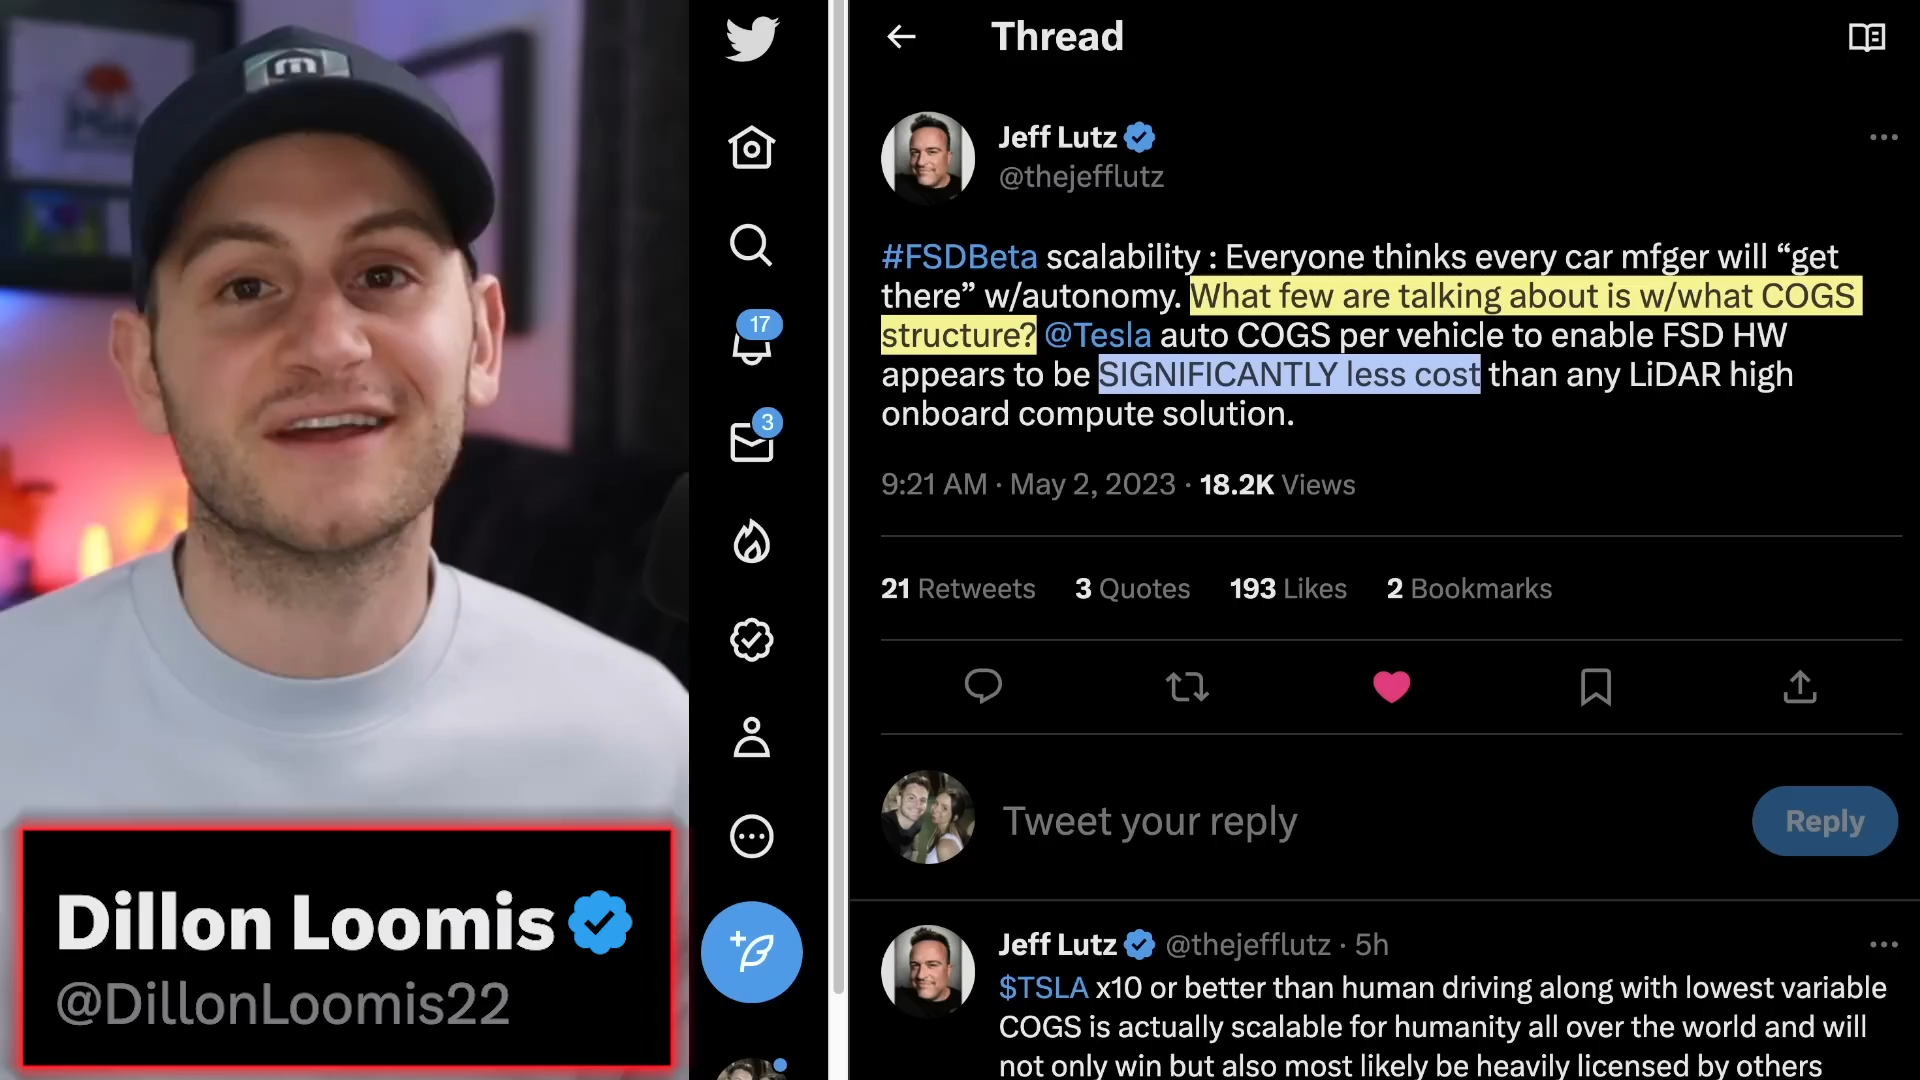 Thread
Jeff Lutz
@thejefflutz
#FSDBeta scalability : Everyone thinks every car mfger will “get
there” w/autonomy. What few are talking about is w/what COGS
structure? @Tesla auto COGS per vehicle to enable FSD HW
appears to be SIGNIFICANTLY less cost than any LiDAR high
onboard compute solution.
9:21 AM · May 2, 2023 · 18.2K Views
21 Retweets 3 Quotes 193 Likes 2 Bookmarks
Tweet your reply
Reply
Jeff Lutz @thejefflutz · 5h
$TSLA x10 or better than human driving along with lowest variable
COGS is actually scalable for humanity all over the world and will
not only win but also most likely be heavily licensed by others
17
3
Dillon Loomis
@DillonLoomis22